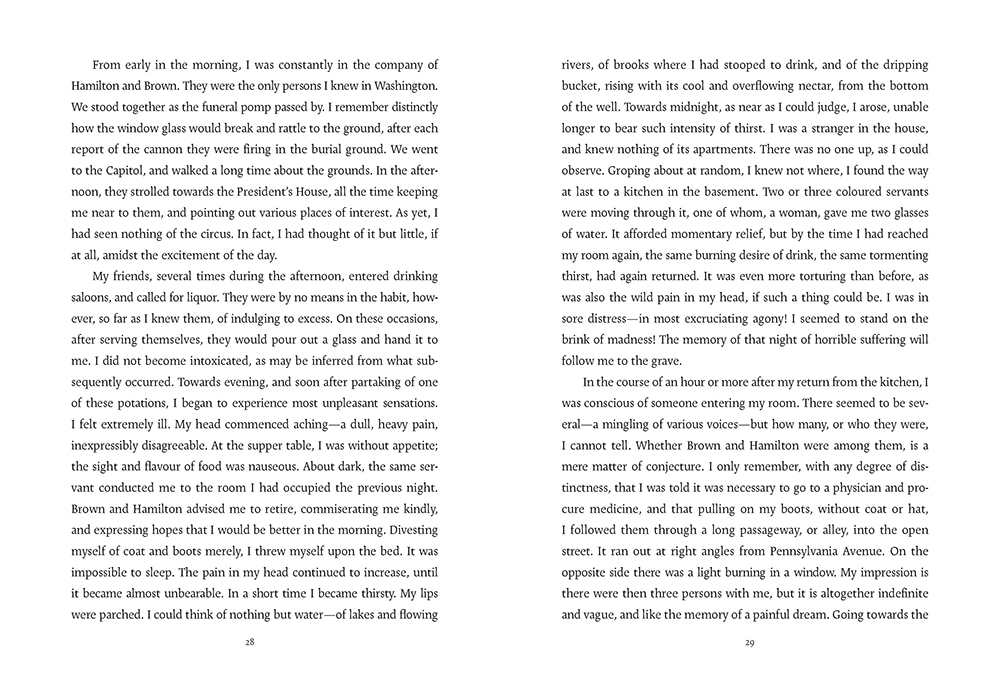 From early in the morning, I was constantly in the company of
Hamilton and Brown. They were the only persons I knew in Washington.
We stood together as the funeral pomp passed by. I remember distinctly
how the window glass would break and rattle to the ground, after each
report of the cannon they were firing in the burial ground. We went
to the Capitol, and walked a long time about the grounds. In the after-
noon, they strolled towards the President’s House, all the time keeping
me near to them, and pointing out various places of interest. As yet, I
had seen nothing of the circus. In fact, I had thought of it but little, if
at all, amidst the excitement of the day.
My friends, several times during the afternoon, entered drinking
saloons, and called for liquor. They were by no means in the habit, how-
ever, so far as I knew them, of indulging to excess. On these occasions,
after serving themselves, they would pour out a glass and hand it to
me. I did not become intoxicated, as may be inferred from what sub-
sequently occurred. Towards evening, and soon after partaking of one
of these potations, I began to experience most unpleasant sensations.
I felt extremely ill. My head commenced aching—a dull, heavy pain,
inexpressibly disagreeable. At the supper table, I was without appetite;
the sight and flavour of food was nauseous. About dark, the same ser-
vant conducted me to the room I had occupied the previous night.
Brown and Hamilton advised me to retire, commiserating me kindly,
and expressing hopes that I would be better in the morning. Divesting
myself of coat and boots merely, I threw myself upon the bed. It was
impossible to sleep. The pain in my head continued to increase, until
it became almost unbearable. In a short time I became thirsty. My lips
were parched. I could think of nothing but water—of lakes and flowing
28
rivers, of brooks where I had stooped to drink, and of the dripping
bucket, rising with its cool and overflowing nectar, from the bottom
of the well. Towards midnight, as near as I could judge, I arose, unable
longer to bear such intensity of thirst. I was a stranger in the house,
and knew nothing of its apartments. There was no one up, as I could
observe. Groping about at random, I knew not where, I found the way
at last to a kitchen in the basement. Two or three coloured servants
were moving through it, one of whom, a woman, gave me two glasses
of water. It afforded momentary relief, but by the time I had reached
my room again, the same burning desire of drink, the same tormenting
thirst, had again returned. It was even more torturing than before, as
was also the wild pain in my head, if such a thing could be. I was in
sore distress—in most excruciating agony! I seemed to stand on the
brink of madness! The memory of that night of horrible suffering will
follow me to the grave.
In the course of an hour or more after my return from the kitchen, I
was conscious of someone entering my room. There seemed to be sev-
eral—a mingling of various voices—but how many, or who they were,
I cannot tell. Whether Brown and Hamilton were among them, is a
mere matter of conjecture. I only remember, with any degree of dis-
tinctness, that I was told it was necessary to go to a physician and pro-
cure medicine, and that pulling on my boots, without coat or hat,
I followed them through a long passageway, or alley, into the open
street. It ran out at right angles from Pennsylvania Avenue. On the
opposite side there was a light burning in a window. My impression is
there were then three persons with me, but it is altogether indefinite
and vague, and like the memory of a painful dream. Going towards the
29